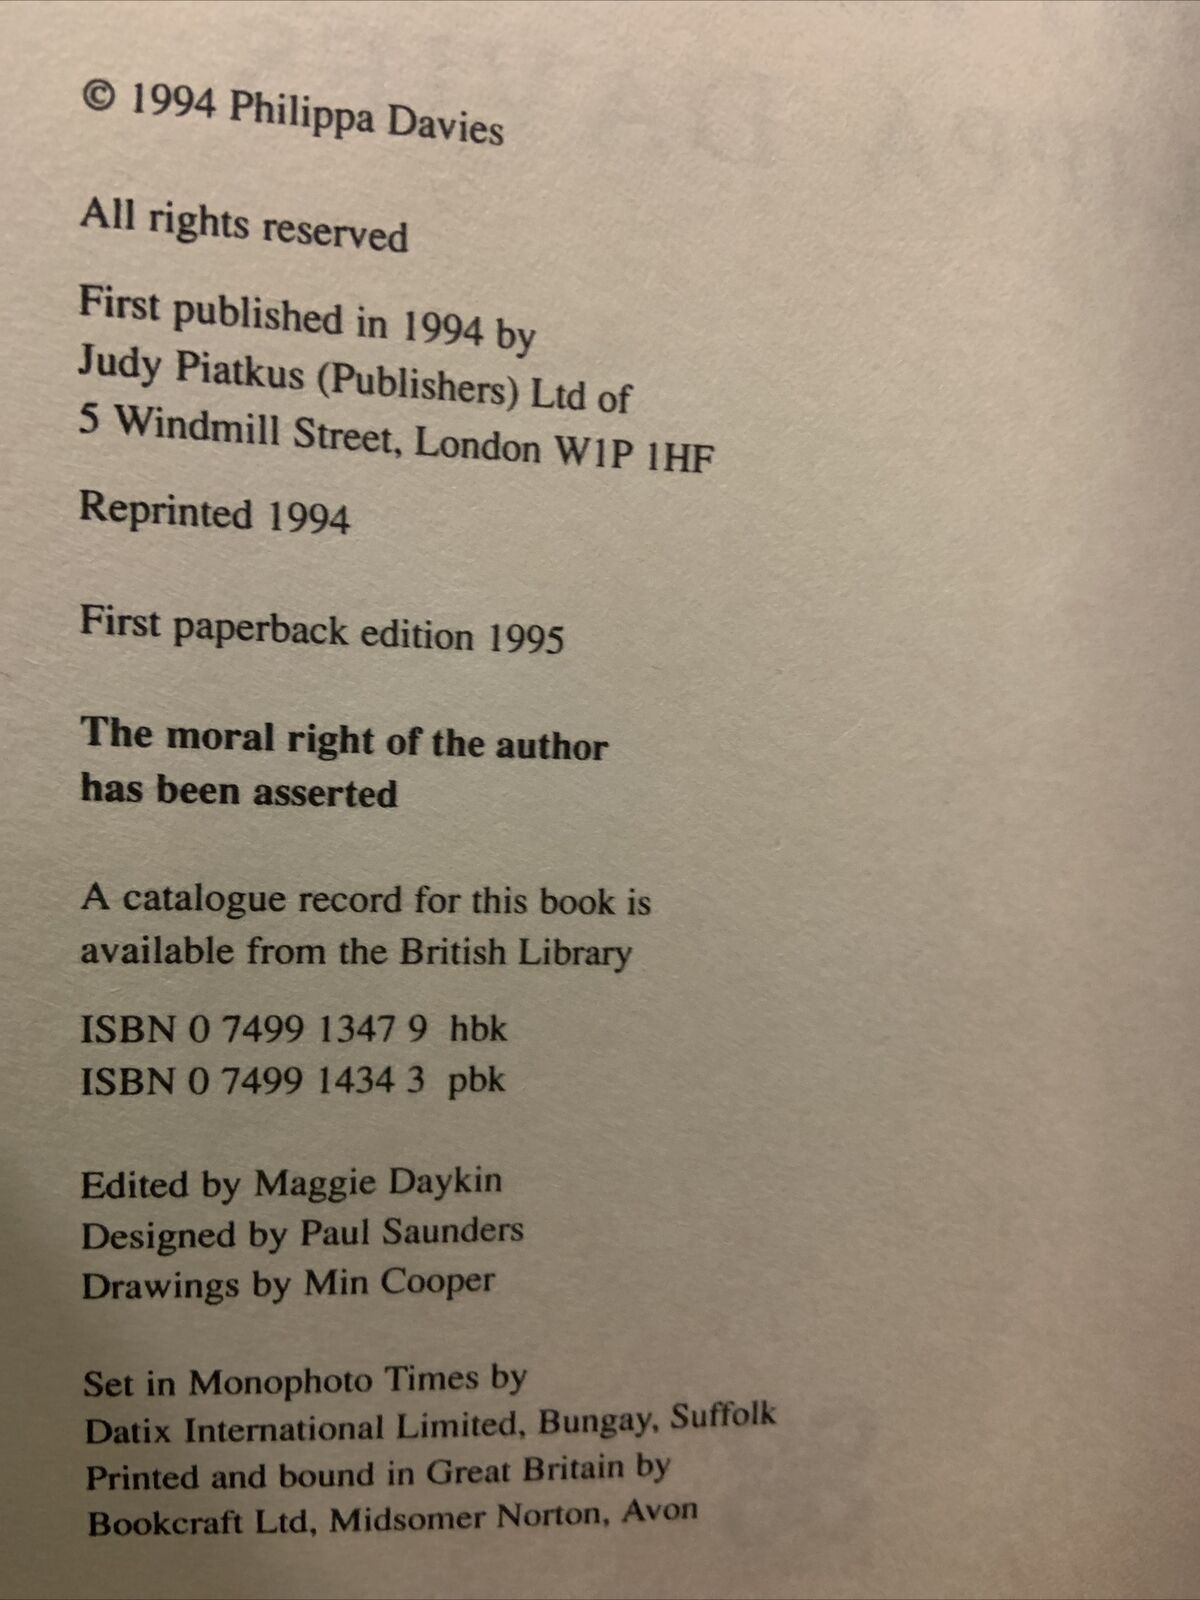 © 1994 Philippa Davies
All rights reserved
First published in 1994 by
Judy Piatkus (Publishers) Ltd of
5 Windmill Street, London W1P 1HF
Reprinted 1994
First paperback edition 1995
The moral right of the author
has been asserted
A catalogue record for this book is
available from the British Library
ISBN 0 7499 1347 9 hbk
ISBN 0 7499 1434 3 pbk
Edited by Maggie Daykin
Designed by Paul Saunders
Drawings by Min Cooper
Set in Monophoto Times by
Datix International Limited, Bungay, Suffolk
Printed and bound in Great Britain by
Bookcraft Ltd, Midsomer Norton, Avon